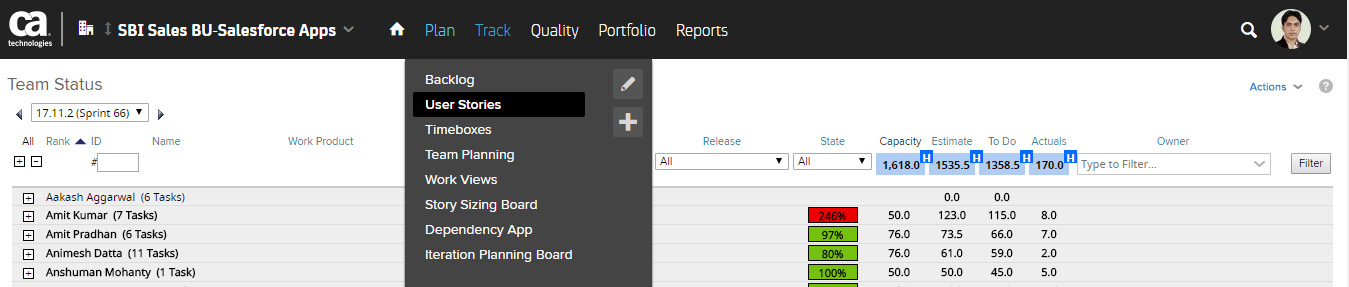 ca
technologies
SBI Sales BU-Salesforce Apps
Plan Track Quality Portfolio Reports
Team Status
Actions
?
17.11.2 (Sprint 66)
Backlog
User Stories
Timeboxes
Team Planning
Work Views
Story Sizing Board
Dependency App
Iteration Planning Board
All Rank ID Name Work Product Release State Capacity Estimate To Do Actuals Owner
# All All 1,618.0 H 1535.5 H 1358.5 H 170.0 H Type to Filter... Filter
Aakash Aggarwal (6 Tasks) 0.0 0.0
Amit Kumar (7 Tasks) 246% 50.0 123.0 115.0 8.0
Amit Pradhan (6 Tasks) 97% 76.0 73.5 66.0 7.0
Animesh Datta (11 Tasks) 80% 76.0 61.0 59.0 2.0
Anshuman Mohanty (1 Task) 100% 50.0 50.0 45.0 5.0